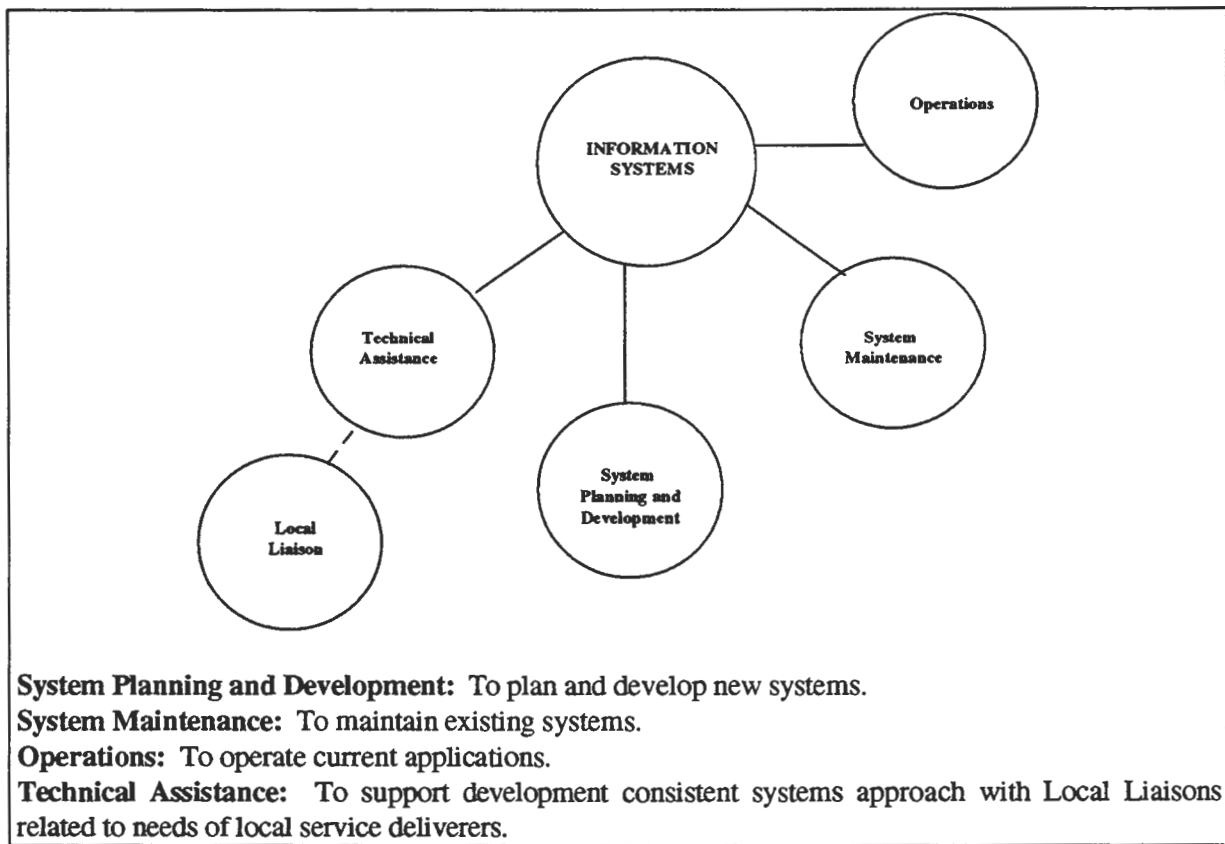 Operations
INFORMATION
SYSTEMS
Technical
Assistance
System
Maintenance
System
Planning and
Development
Local
Liaison
System Planning and Development: To plan and develop new systems.
System Maintenance: To maintain existing systems.
Operations: To operate current applications.
Technical Assistance: To support development consistent systems approach with Local Liaisons
related to needs of local service deliverers.